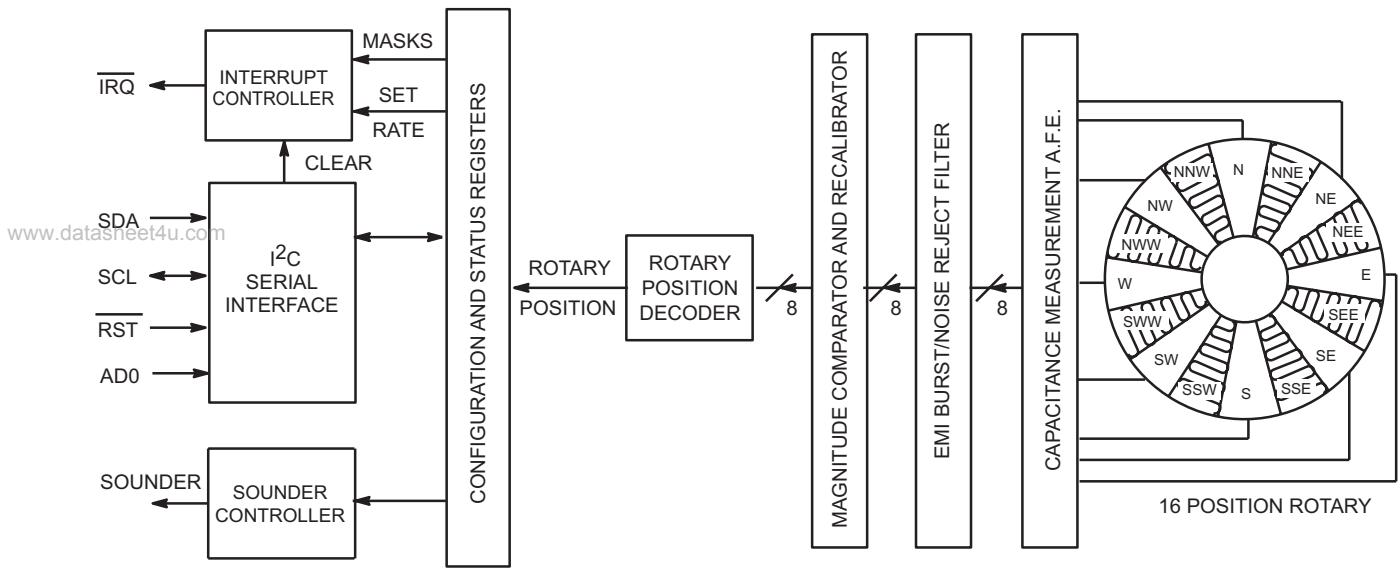 MASKS
IRQ
INTERRUPT
CONTROLLER
SET
RATE
CLEAR
www.datasheet4u.com
SDA
SCL
RST
AD0
I2C
SERIAL
INTERFACE
SOUNDER
SOUNDER
CONTROLLER
CONFIGURATION AND STATUS REGISTERS
ROTARY
POSITION
ROTARY
POSITION
DECODER
8
MAGNITUDE COMPARATOR AND RECALIBRATOR
8
EMI BURST/NOISE REJECT FILTER
8
CAPACITANCE MEASUREMENT A.F.E.
N
NNE
NE
NEE
E
SEE
SE
SSE
S
SSW
SW
SWW
W
NWW
NW
NNW
16 POSITION ROTARY